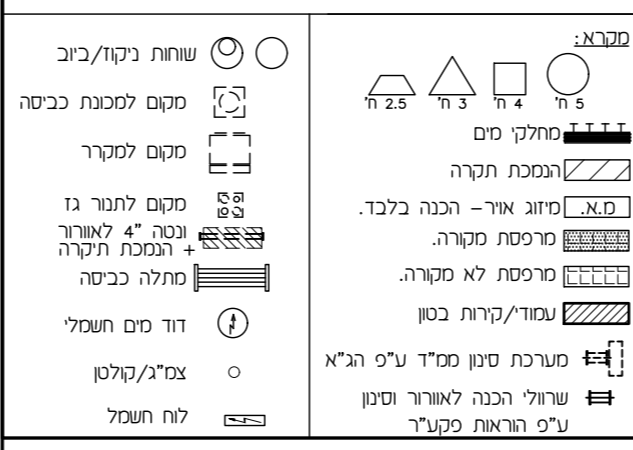 מקרא:
5 ח' 4 ח' 3 ח' 2.5 ח'
מחלקי מים
הנמכת תקרה
מ.א. מיזוג אויר – הכנה בלבד.
מרפסת מקורה.
מרפסת לא מקורה.
עמודי/קירות בטון
מערכת סינון ממ"ד ע"פ הג"א
שרוולי הכנה לאוורור וסינון
ע"פ הוראות פקע"ר
שוחות ניקוז/ביוב
מקום למכונת כביסה
מקום למקרר
מקום לתנור גז
ונטה "4 לאוורור
+ הנמכת תיקרה
מתלה כביסה
דוד מים חשמלי
צמ"ג/קולטן
לוח חשמל